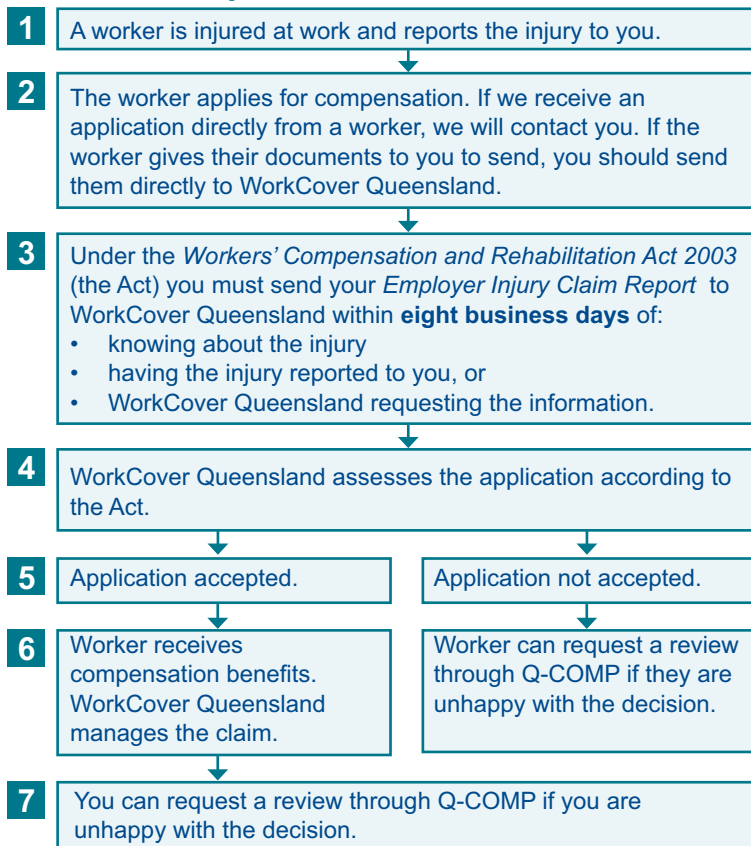 1
A worker is injured at work and reports the injury to you.
2
The worker applies for compensation. If we receive an
application directly from a worker, we will contact you. If the
worker gives their documents to you to send, you should send
them directly to WorkCover Queensland.
3
Under the Workers' Compensation and Rehabilitation Act 2003
(the Act) you must send your Employer Injury Claim Report to
WorkCover Queensland within eight business days of:
• knowing about the injury
• having the injury reported to you, or
• WorkCover Queensland requesting the information.
4
WorkCover Queensland assesses the application according to
the Act.
5
Application accepted.
Application not accepted.
6
Worker receives
compensation benefits.
WorkCover Queensland
manages the claim.
Worker can request a review
through Q-COMP if they are
unhappy with the decision.
7
You can request a review through Q-COMP if you are
unhappy with the decision.